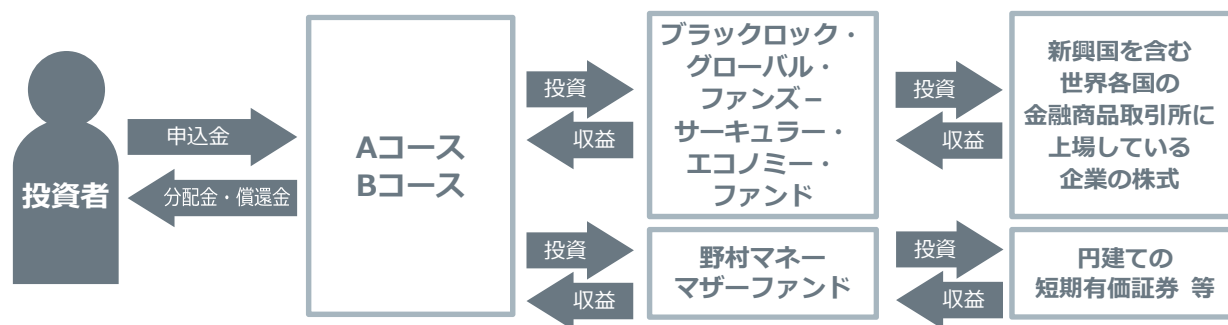 投資者
申込金
分配金・償還金
Aコース
Bコース
投資
収益
ブラックロック・
グローバル・
ファンズ－
サーキュラー・
エコノミー・
ファンド
投資
収益
新興国を含む
世界各国の
金融商品取引所に
上場している
企業の株式
投資
収益
野村マネー
マザーファンド
投資
収益
円建ての
短期有価証券 等